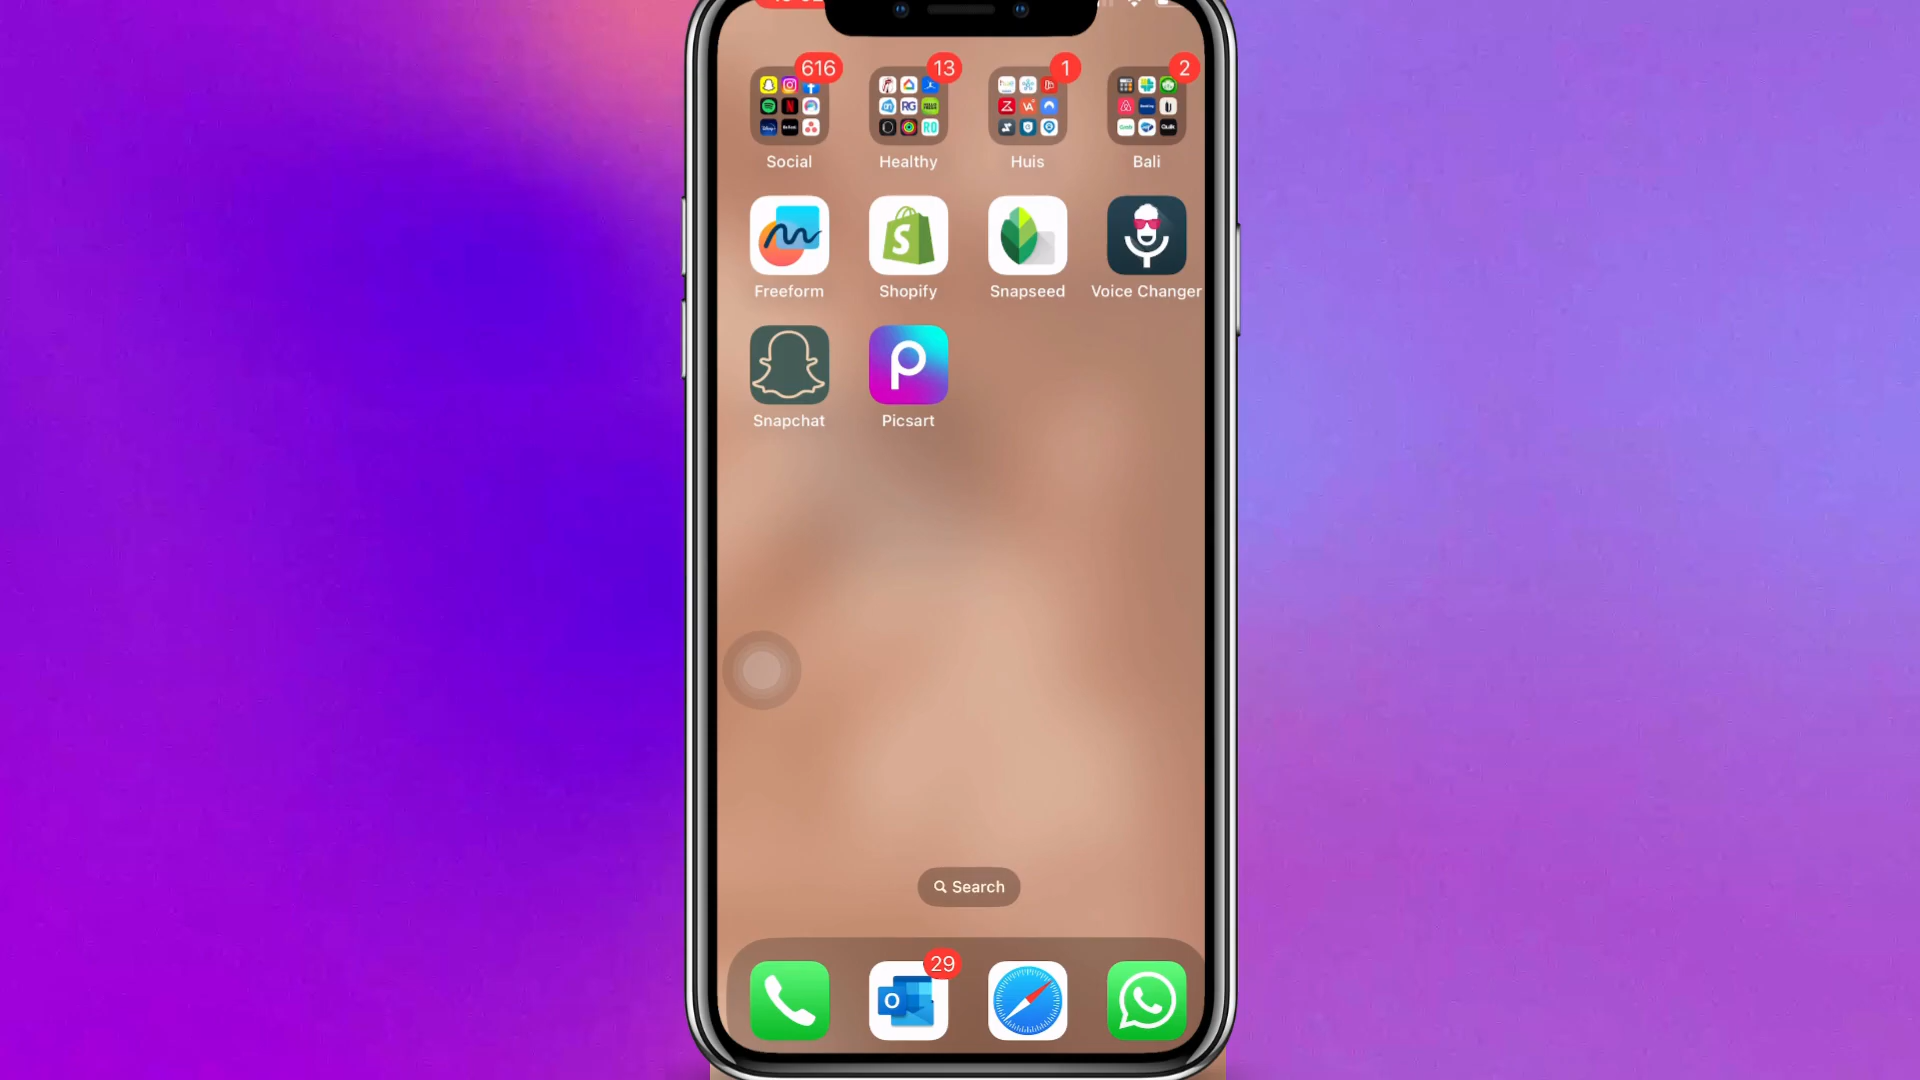 616
13
1
2
Social
Healthy
Huis
Bali
Freeform
Shopify
Snapseed
Voice Changer
Snapchat
Picsart
Search
29